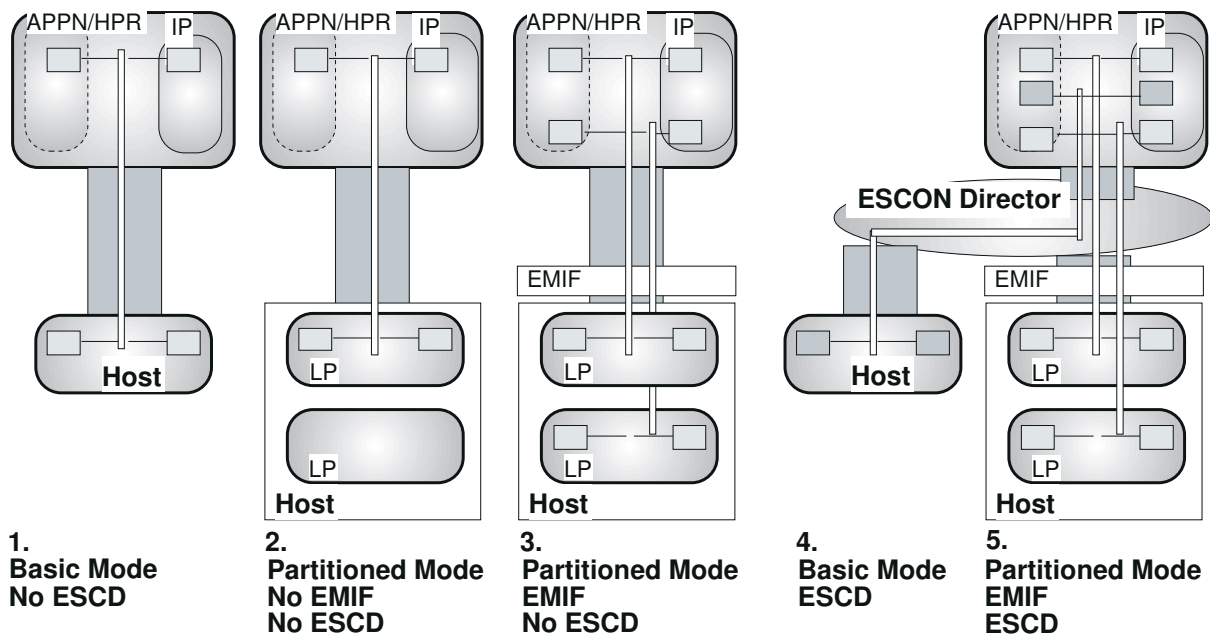 APPN/HPR IP
APPN/HPR IP
APPN/HPR IP
APPN/HPR IP
ESCON Director
EMIF
EMIF
Host
LP
LP
Host
LP
LP
Host
Host
LP
LP
Host
1.
Basic Mode
No ESCD
2.
Partitioned Mode
No EMIF
No ESCD
3.
Partitioned Mode
EMIF
No ESCD
4.
Basic Mode
ESCD
5.
Partitioned Mode
EMIF
ESCD